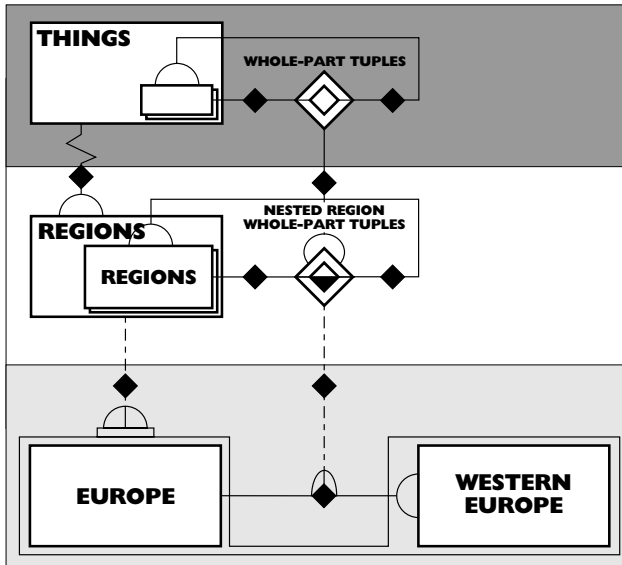 THINGS
WHOLE-PART TUPLES
REGIONS
NESTED REGION
WHOLE-PART TUPLES
REGIONS
EUROPE
WESTERN
EUROPE